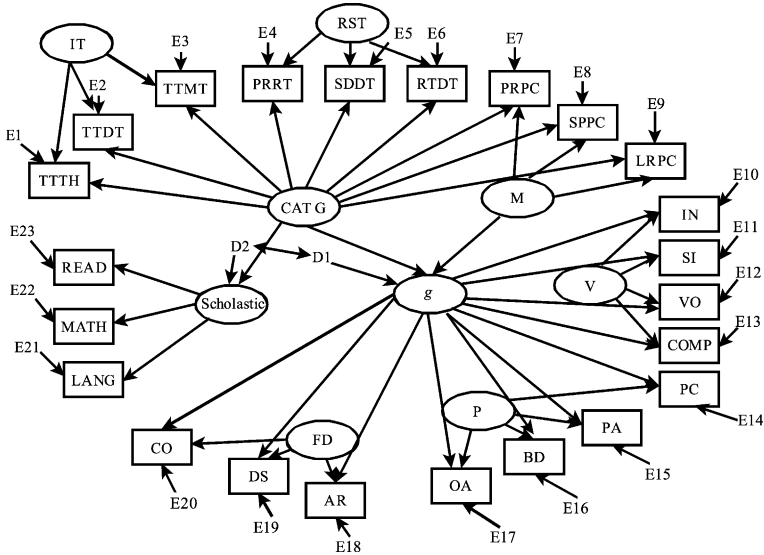 RST
IT
E3
E4
E5
E6
E7
TTMT
PRRT
SDDT
RTDT
PRPC
E8
E2
TTDT
SPPC
E9
E1
TTTH
LRPC
E10
CAT G
M
IN
E23
D2
D1
E11
READ
SI
E12
E22
Scholastic
g
V
VO
MATH
E13
E21
COMP
LANG
PC
P
E14
CO
FD
PA
BD
DS
OA
E15
AR
E20
E16
E19
E17
E18